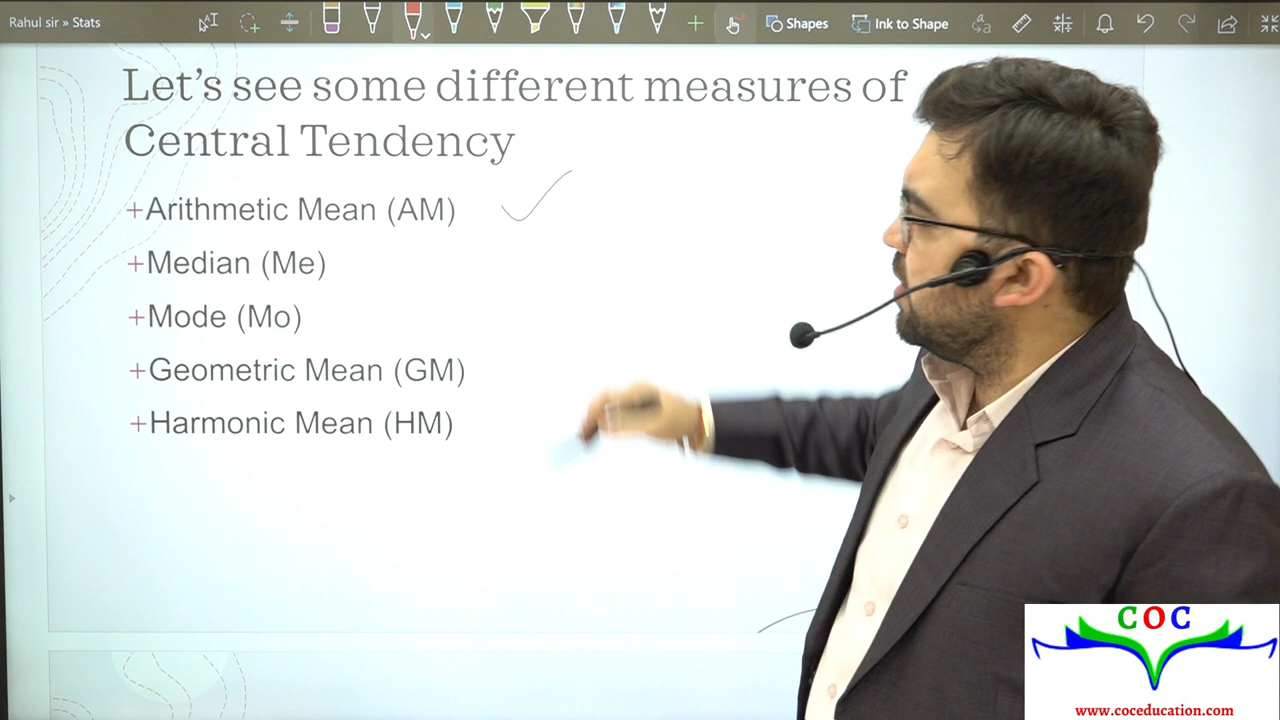 Rahul sir » Stats
Shapes
Ink to Shape
Let's see some different measures of
Central Tendency
+Arithmetic Mean (AM)
+Median (Me)
+Mode (Mo)
+Geometric Mean (GM)
+Harmonic Mean (HM)
COC
www.coceducation.com